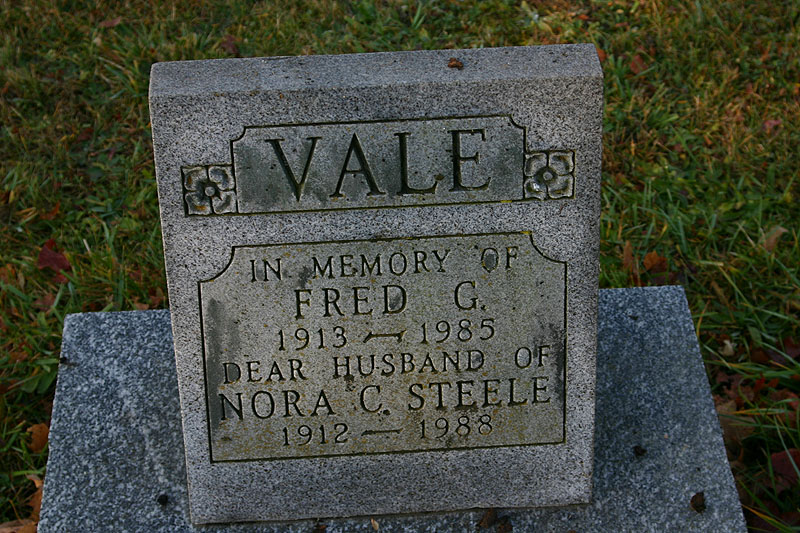 VALE
IN MEMORY OF
FRED G.
1913 — 1985
DEAR HUSBAND OF
NORA C. STEELE
1912 — 1988